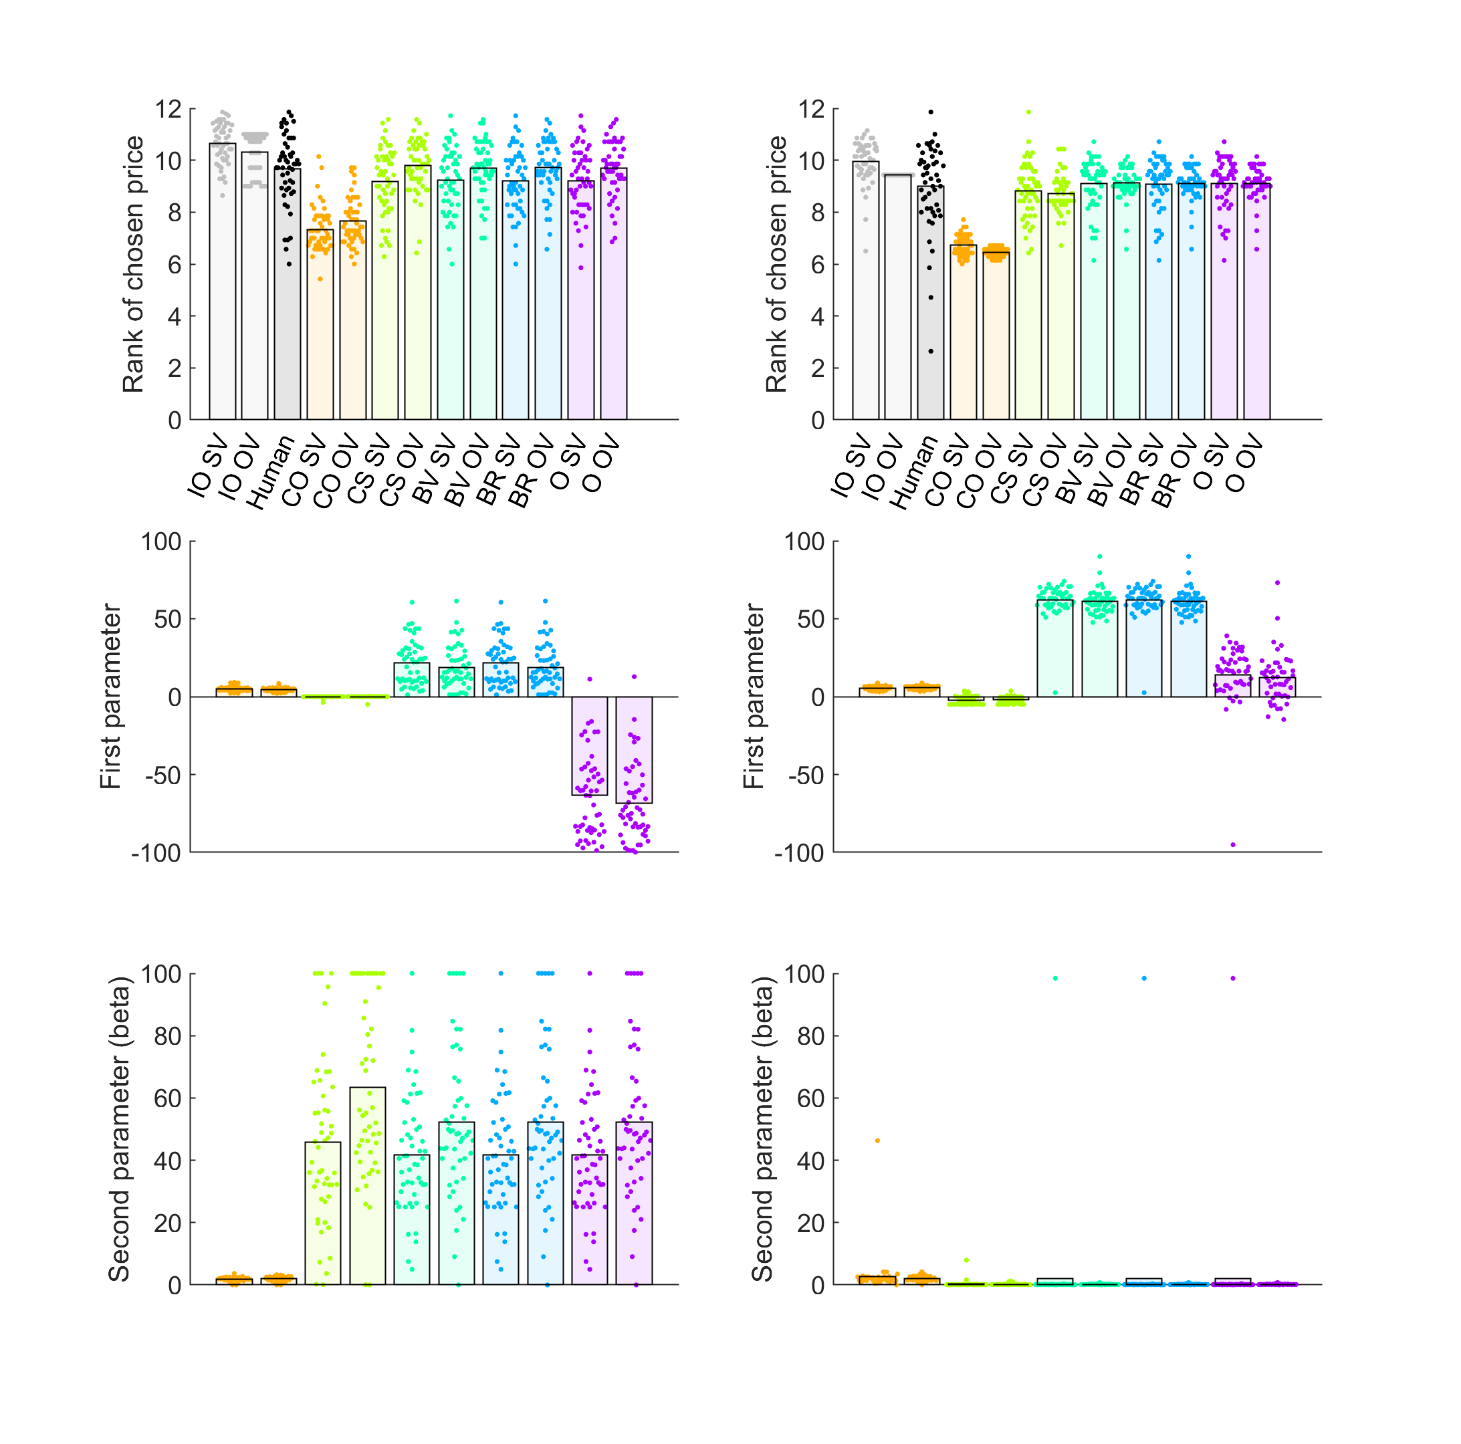 12
10
8
6
4
2
0
Rank of chosen price
IO SV
IO OV
Human
CO SV
CO OV
CS SV
CS OV
BV SV
BV OV
BR SV
BR OV
O SV
O OV
12
10
8
6
4
2
0
Rank of chosen price
IO SV
IO OV
Human
CO SV
CO OV
CS SV
CS OV
BV SV
BV OV
BR SV
BR OV
O SV
O OV
100
50
0
-50
-100
First parameter
100
50
0
-50
-100
First parameter
100
80
60
40
20
0
Second parameter (beta)
100
80
60
40
20
0
Second parameter (beta)